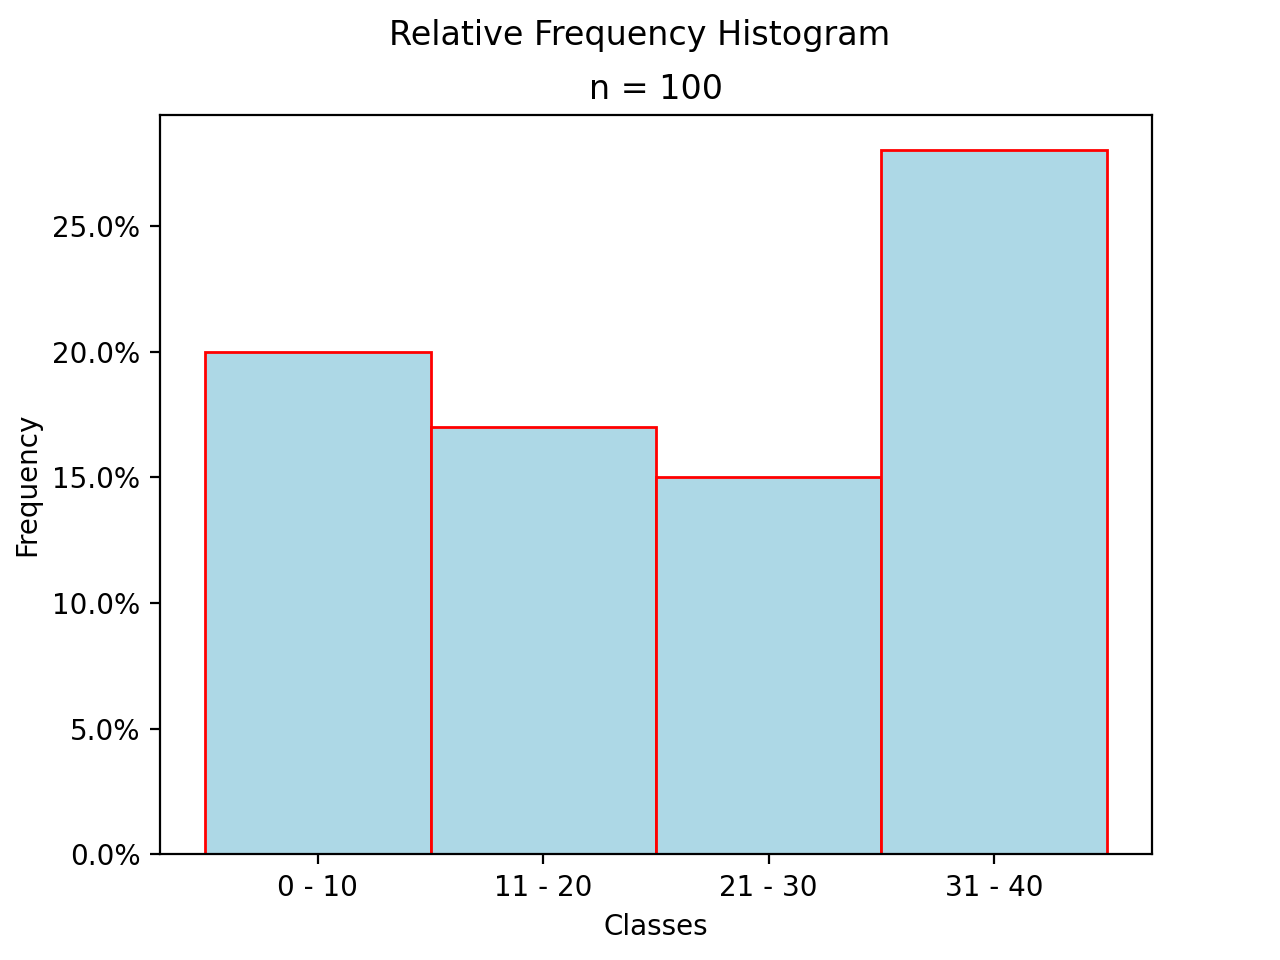 Relative Frequency Histogram
n = 100
25.0%
20.0%
15.0%
10.0%
5.0%
0.0%
Frequency
0 - 10
11 - 20
21 - 30
31 - 40
Classes